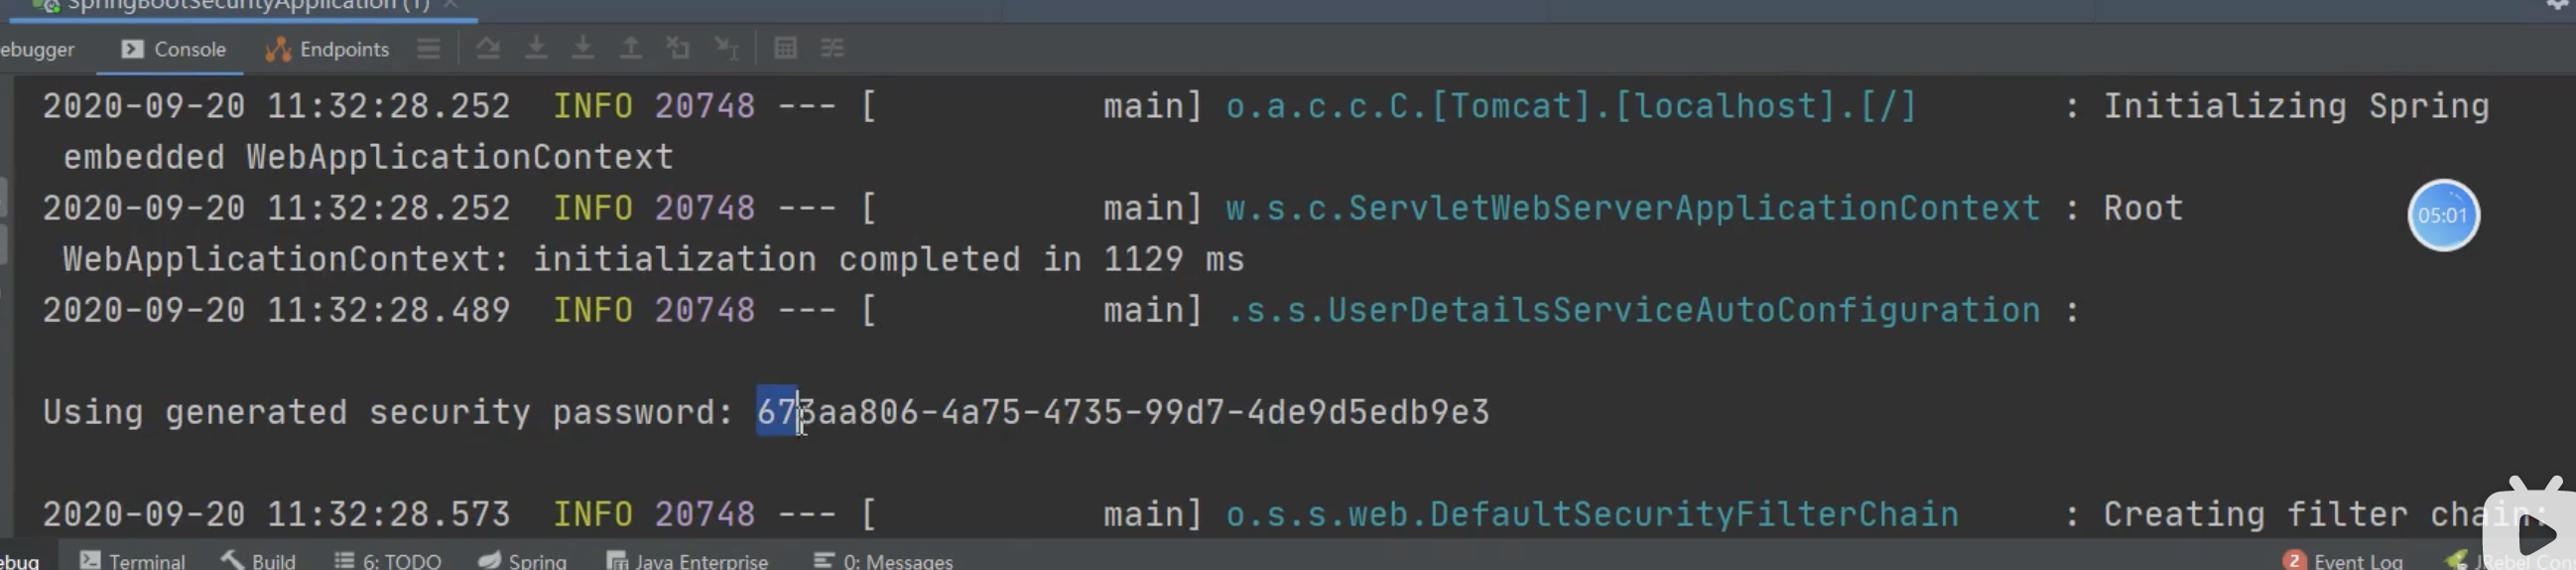 SpringBootSecurityApplication (1)
ebugger Console Endpoints
2020-09-20 11:32:28.252 INFO 20748 --- [ main] o.a.c.c.C.[Tomcat].[localhost].[/] : Initializing Spring
embedded WebApplicationContext
2020-09-20 11:32:28.252 INFO 20748 --- [ main] w.s.c.ServletWebServerApplicationContext : Root
WebApplicationContext: initialization completed in 1129 ms
05:01
2020-09-20 11:32:28.489 INFO 20748 --- [ main] .s.s.UserDetailsServiceAutoConfiguration :
Using generated security password: 673aa806-4a75-4735-99d7-4de9d5edb9e3
2020-09-20 11:32:28.573 INFO 20748 --- [ main] o.s.s.web.DefaultSecurityFilterChain : Creating filter chain:
ebug Terminal Build 6: TODO Spring Java Enterprise 0: Messages 2 Event Log JRebel Con